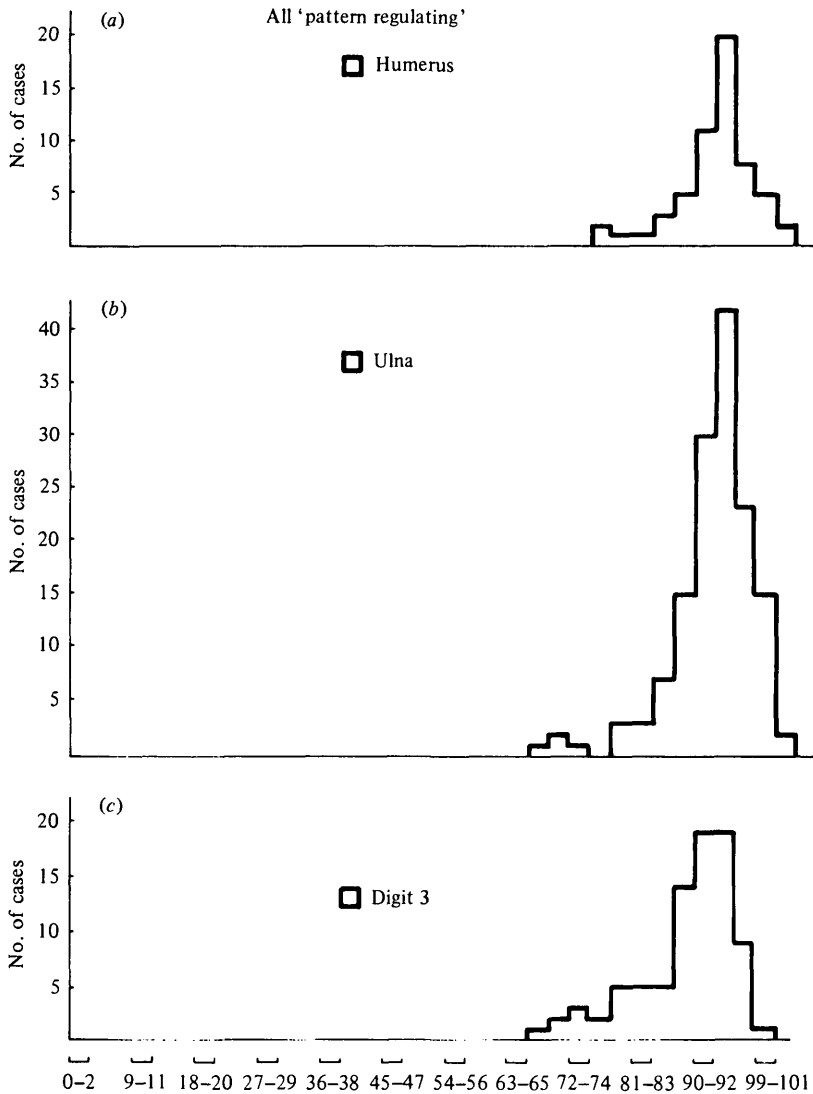 (a) All ‘pattern regulating’
Humerus
No. of cases
20
15
10
5
(b)
Ulna
No. of cases
40
35
30
25
20
15
10
5
(c)
Digit 3
No. of cases
20
15
10
5
0–2 9–11 18–20 27–29 36–38 45–47 54–56 63–65 72–74 81–83 90–92 99–101